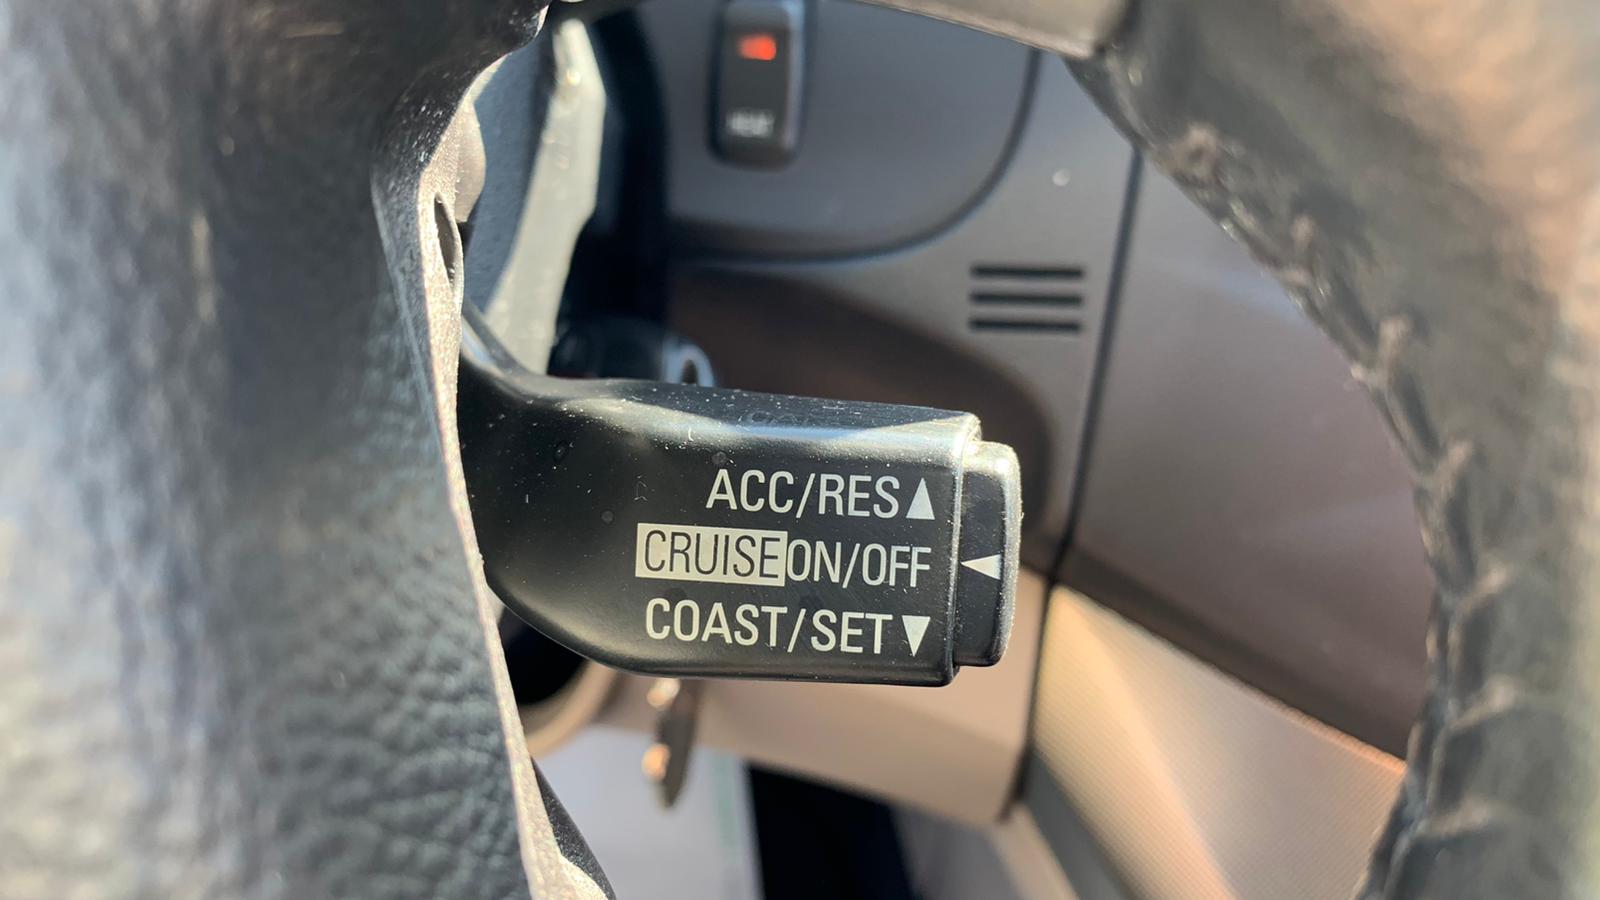 ACC/RES▲
CRUISE ON/OFF ◀
COAST/SET▼